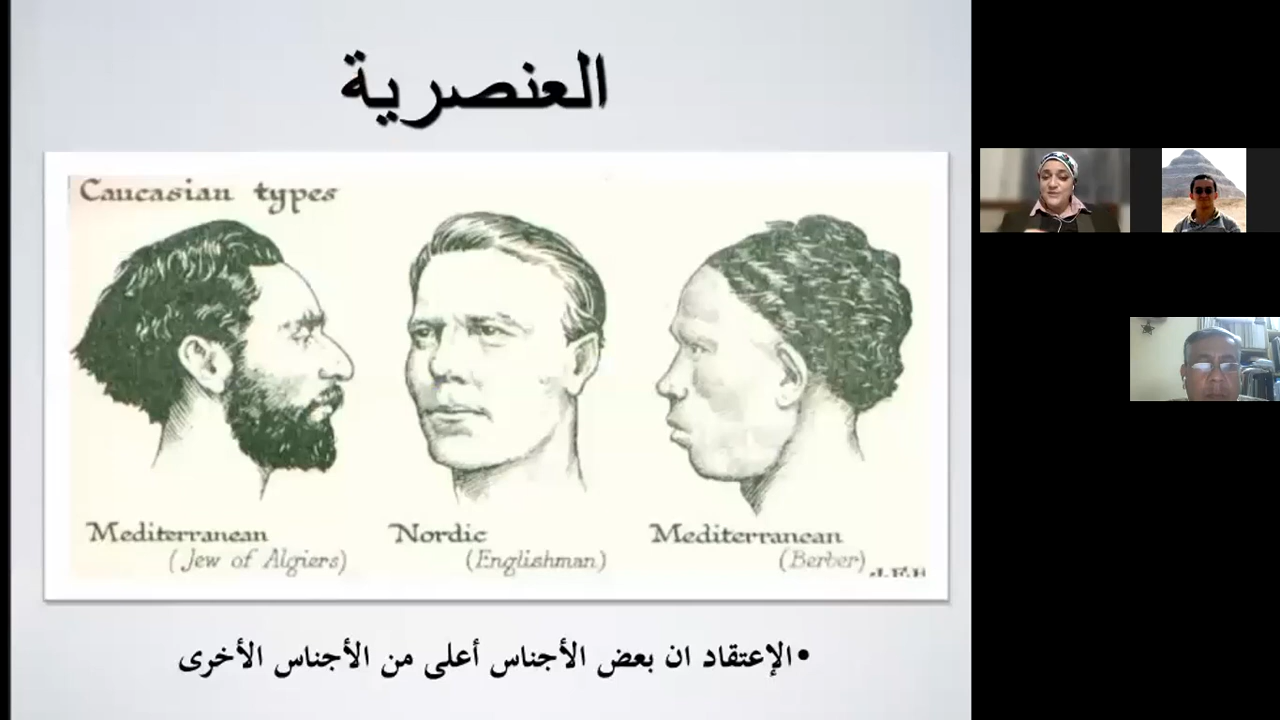 العنصرية
Caucasian types
Mediterranean
(Jew of Algiers)
Nordic
(Englishman)
Mediterranean
(Berber)
•الإعتقاد ان بعض الأجناس أعلى من الأجناس الأخرى